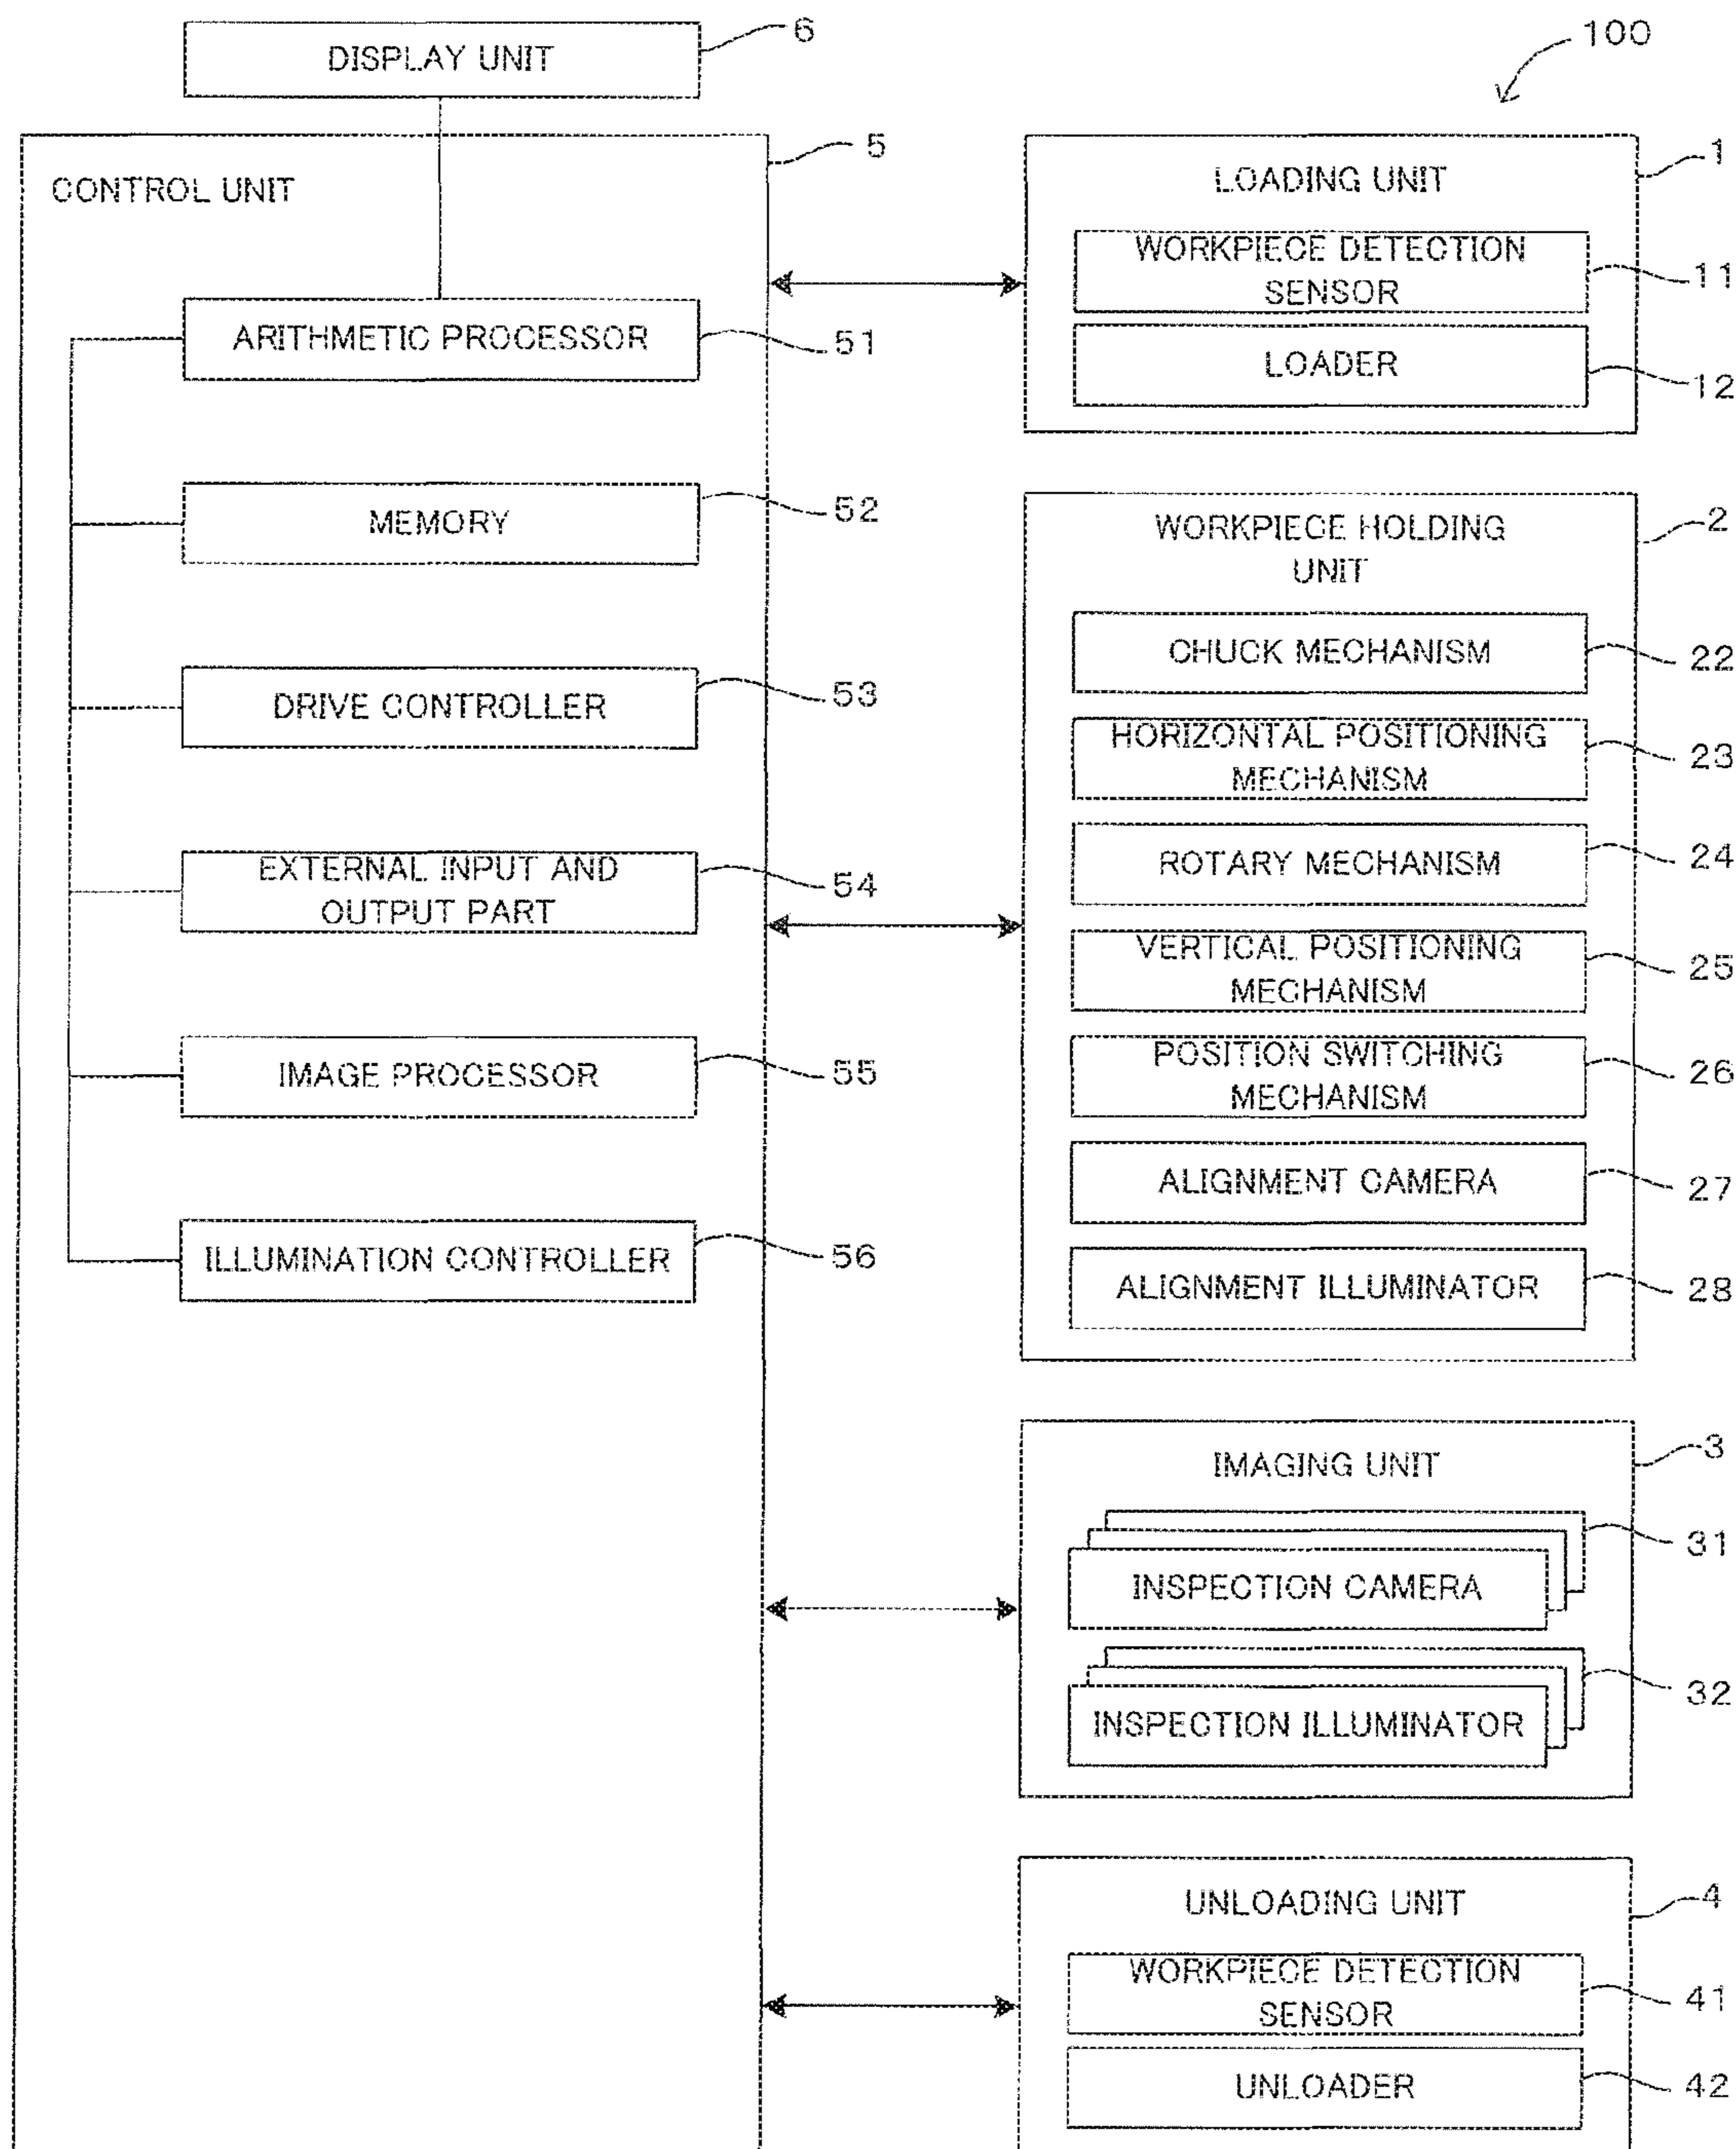 DISPLAY UNIT
6
100
CONTROL UNIT
5
ARITHMETIC PROCESSOR
51
MEMORY
52
DRIVE CONTROLLER
53
EXTERNAL INPUT AND
OUTPUT PART
54
IMAGE PROCESSOR
55
ILLUMINATION CONTROLLER
56
LOADING UNIT
1
WORKPIECE DETECTION
SENSOR
11
LOADER
12
WORKPIECE HOLDING
UNIT
2
CHUCK MECHANISM
22
HORIZONTAL POSITIONING
MECHANISM
23
ROTARY MECHANISM
24
VERTICAL POSITIONING
MECHANISM
25
POSITION SWITCHING
MECHANISM
26
ALIGNMENT CAMERA
27
ALIGNMENT ILLUMINATOR
28
IMAGING UNIT
3
INSPECTION CAMERA
31
INSPECTION ILLUMINATOR
32
UNLOADING UNIT
4
WORKPIECE DETECTION
SENSOR
41
UNLOADER
42